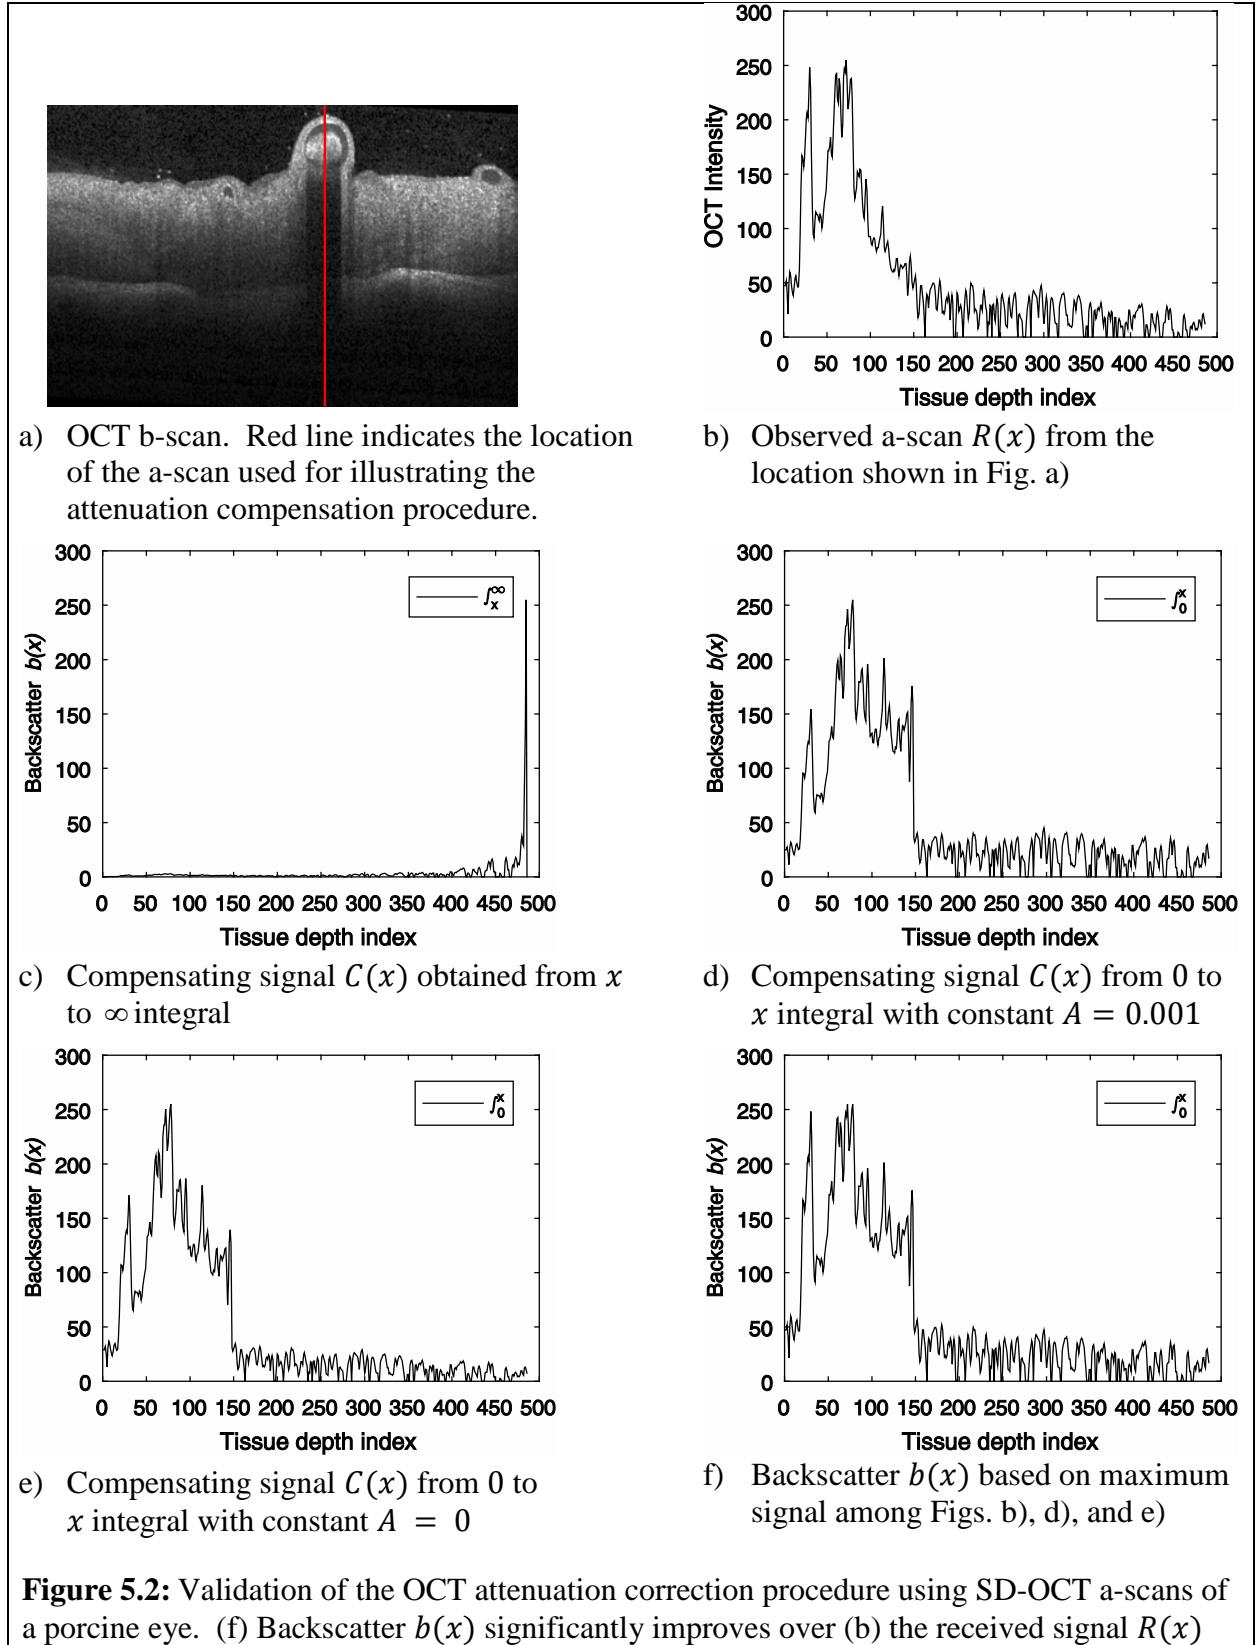 300
250
200
150
100
50
0
OCT Intensity
0 50 100 150 200 250 300 350 400 450 500
Tissue depth index
a) OCT b-scan. Red line indicates the location
of the a-scan used for illustrating the
attenuation compensation procedure.
b) Observed a-scan R(x) from the
location shown in Fig. a)
300
250
200
150
100
50
0
Backscatter b(x)
∫_x^∞
0 50 100 150 200 250 300 350 400 450 500
Tissue depth index
300
250
200
150
100
50
0
Backscatter b(x)
∫_0^x
0 50 100 150 200 250 300 350 400 450 500
Tissue depth index
c) Compensating signal C(x) obtained from x
to ∞ integral
d) Compensating signal C(x) from 0 to
x integral with constant A = 0.001
300
250
200
150
100
50
0
Backscatter b(x)
∫_0^x
0 50 100 150 200 250 300 350 400 450 500
Tissue depth index
300
250
200
150
100
50
0
Backscatter b(x)
∫_0^x
0 50 100 150 200 250 300 350 400 450 500
Tissue depth index
e) Compensating signal C(x) from 0 to
x integral with constant A = 0
f) Backscatter b(x) based on maximum
signal among Figs. b), d), and e)
Figure 5.2: Validation of the OCT attenuation correction procedure using SD-OCT a-scans of
a porcine eye. (f) Backscatter b(x) significantly improves over (b) the received signal R(x)